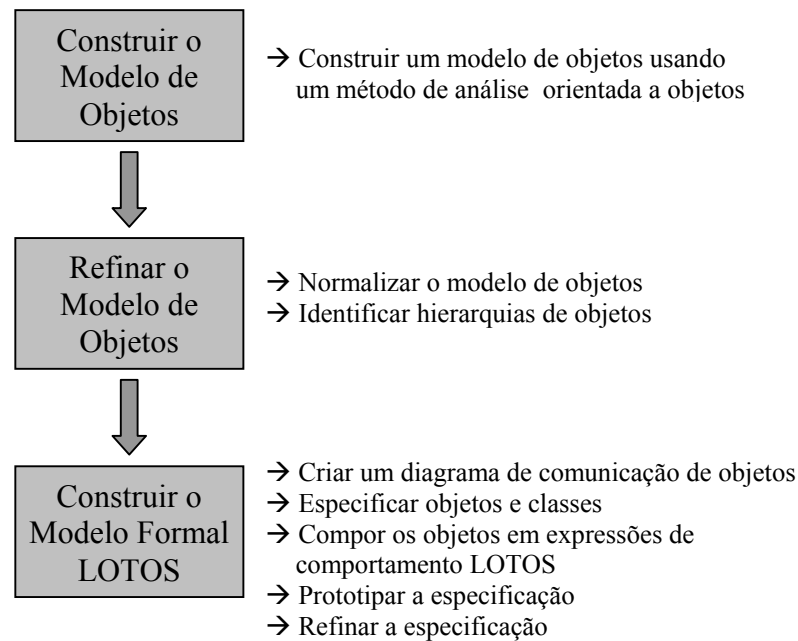 Construir o
Modelo de
Objetos
→ Construir um modelo de objetos usando
um método de análise orientada a objetos
Refinar o
Modelo de
Objetos
→ Normalizar o modelo de objetos
→ Identificar hierarquias de objetos
Construir o
Modelo Formal
LOTOS
→ Criar um diagrama de comunicação de objetos
→ Especificar objetos e classes
→ Compor os objetos em expressões de
comportamento LOTOS
→ Prototipar a especificação
→ Refinar a especificação